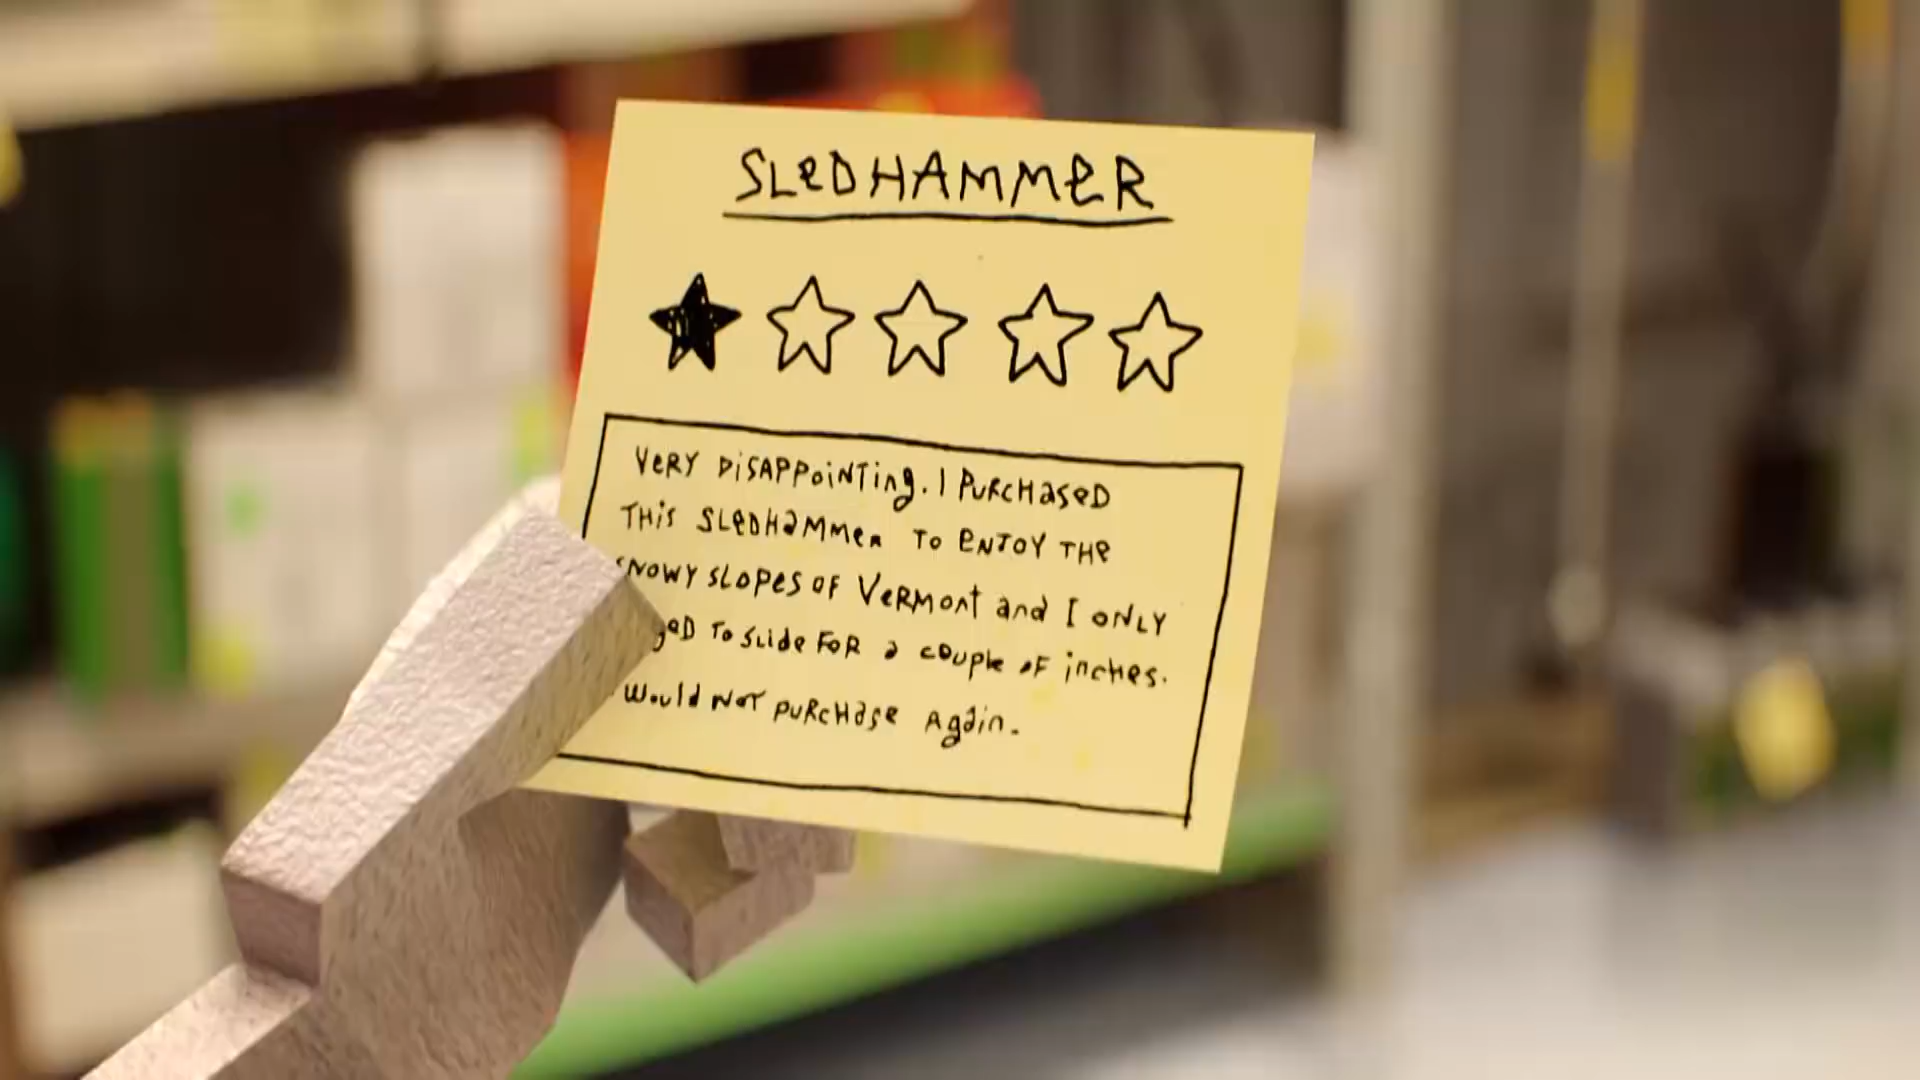 SLEDHAMMER
VERY DISAPPOINTING. I PURCHASED
THIS SLEDHAMMER TO ENJOY THE
SNOWY SLOPES OF VERMONT and I ONLY
TO SLIDE FOR a couple OF inches.
Would NOT purchase Again.